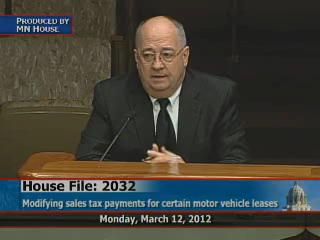 PRODUCED BY
MN HOUSE
House File: 2032
Modifying sales tax payments for certain motor vehicle leases
Monday, March 12, 2012